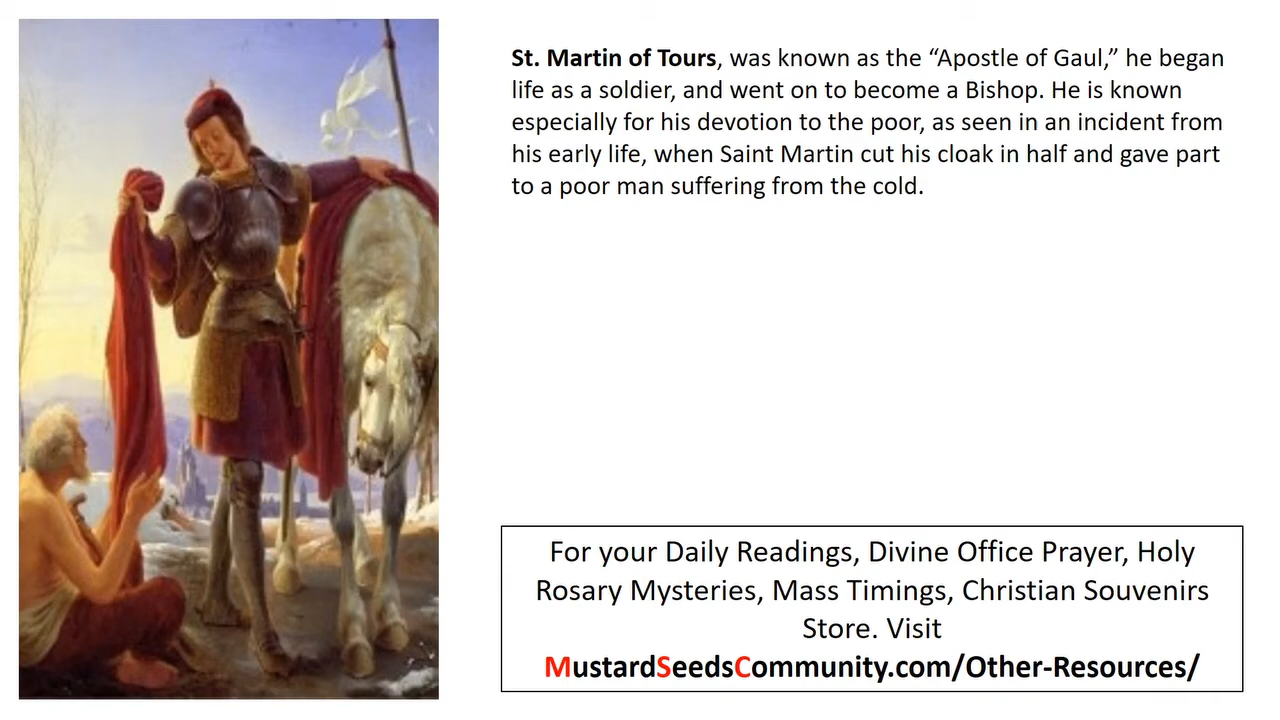 St. Martin of Tours, was known as the “Apostle of Gaul,” he began
life as a soldier, and went on to become a Bishop. He is known
especially for his devotion to the poor, as seen in an incident from
his early life, when Saint Martin cut his cloak in half and gave part
to a poor man suffering from the cold.
For your Daily Readings, Divine Office Prayer, Holy
Rosary Mysteries, Mass Timings, Christian Souvenirs
Store. Visit
MustardSeedsCommunity.com/Other-Resources/